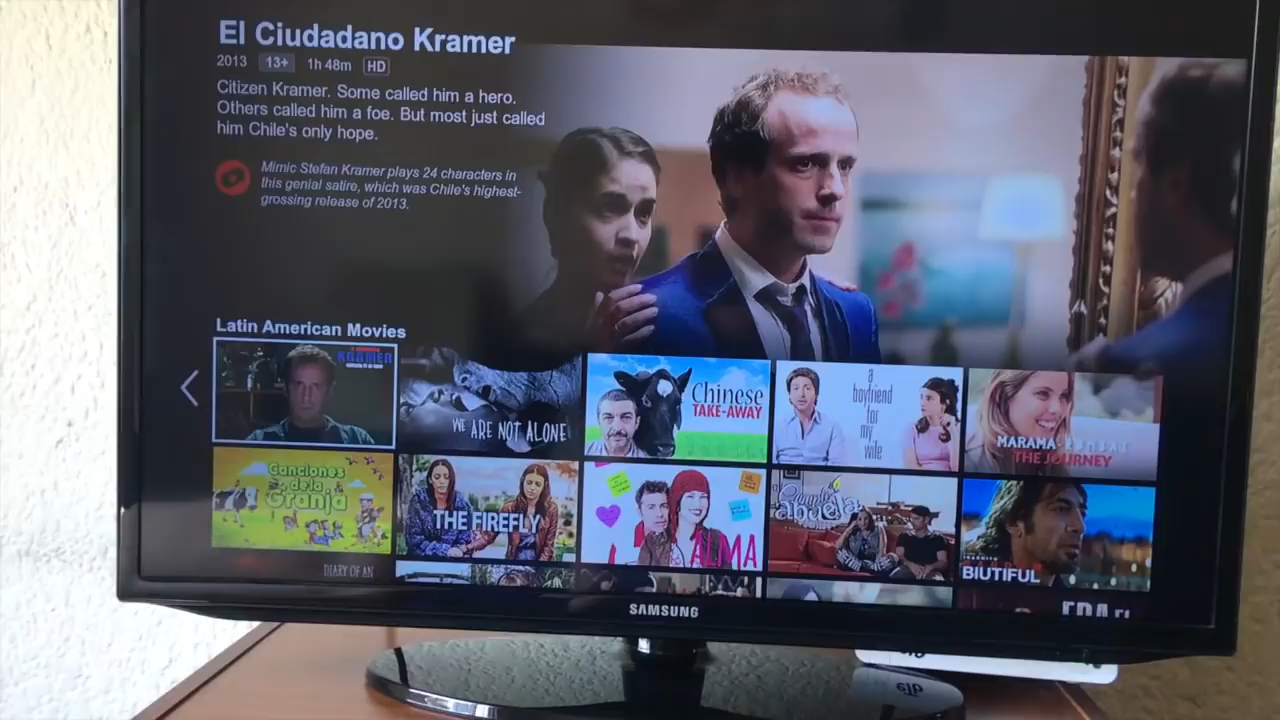 El Ciudadano Kramer
2013 13+ 1h 48m HD
Citizen Kramer. Some called him a hero.
Others called him a foe. But most just called
him Chile's only hope.
Mimic Stefan Kramer plays 24 characters in
this genial satire, which was Chile's highest-
grossing release of 2013.
Latin American Movies
KRAMER
WE ARE NOT ALONE
Chinese
TAKE-AWAY
a
boyfriend
for
my
wife
MARAMA-ROMBAI
THE JOURNEY
Canciones
de la
Granja
THE FIREFLY
ALMA
abuela
BIUTIFUL
DIARY OF AN
SAMSUNG